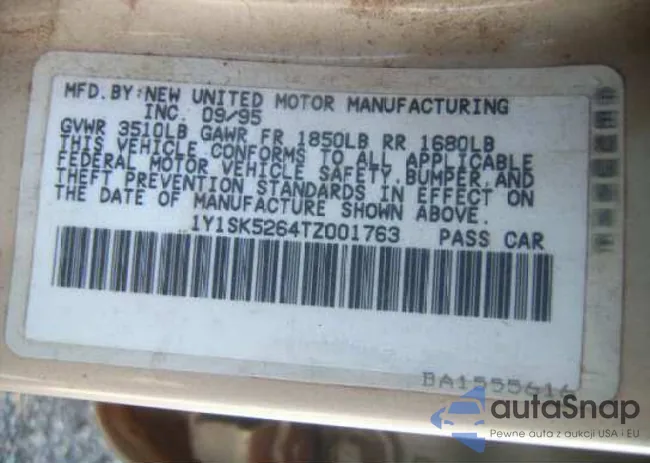 MFD. BY: NEW UNITED MOTOR MANUFACTURING
INC. 09/95
GVWR 3510LB GAWR FR 1850LB RR 1680LB
THIS VEHICLE CONFORMS TO ALL APPLICABLE
FEDERAL MOTOR VEHICLE SAFETY, BUMPER, AND
THEFT PREVENTION STANDARDS IN EFFECT ON
THE DATE OF MANUFACTURE SHOWN ABOVE.
1Y1SK5264TZ001763 PASS CAR
BA1555614
autaSnap
Pewne auta z aukcji USA i EU